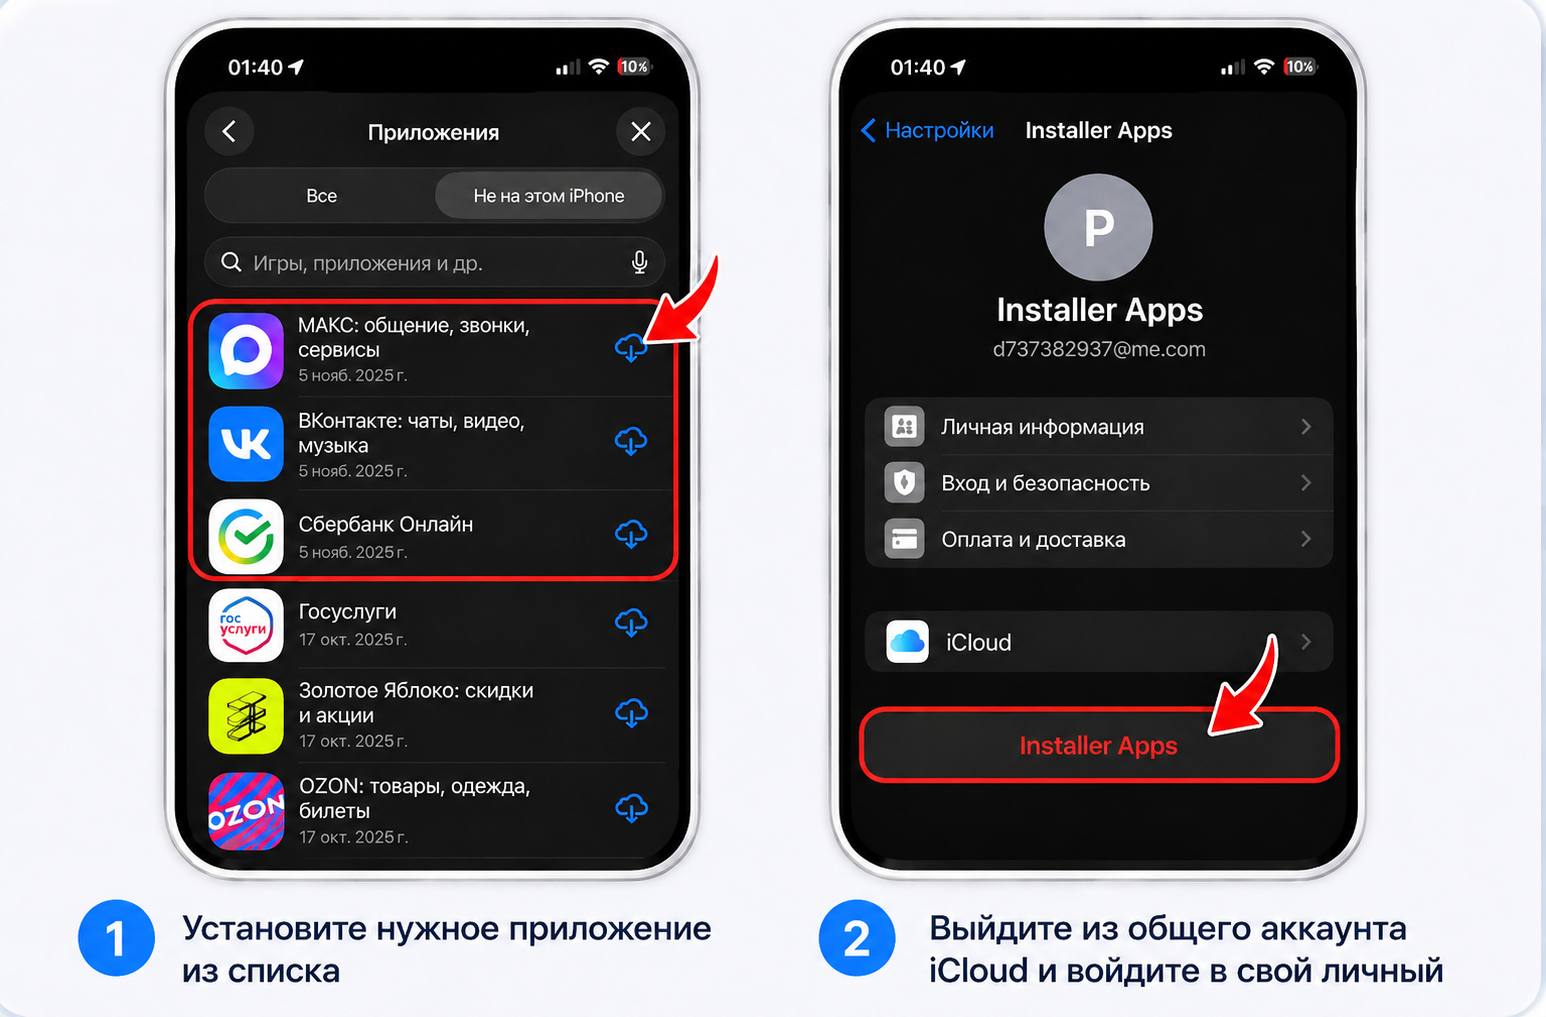 01:40
10%
Приложения
Все
Не на этом iPhone
Игры, приложения и др.
МАКС: общение, звонки,
сервисы
5 нояб. 2025 г.
ВКонтакте: чаты, видео,
музыка
5 нояб. 2025 г.
Сбербанк Онлайн
5 нояб. 2025 г.
гос
услуги
Госуслуги
17 окт. 2025 г.
Золотое Яблоко: скидки
и акции
17 окт. 2025 г.
OZON
OZON: товары, одежда,
билеты
17 окт. 2025 г.
1
Установите нужное приложение
из списка
01:40
10%
Настройки
Installer Apps
P
Installer Apps
d737382937@me.com
Личная информация
Вход и безопасность
Оплата и доставка
iCloud
Installer Apps
2
Выйдите из общего аккаунта
iCloud и войдите в свой личный